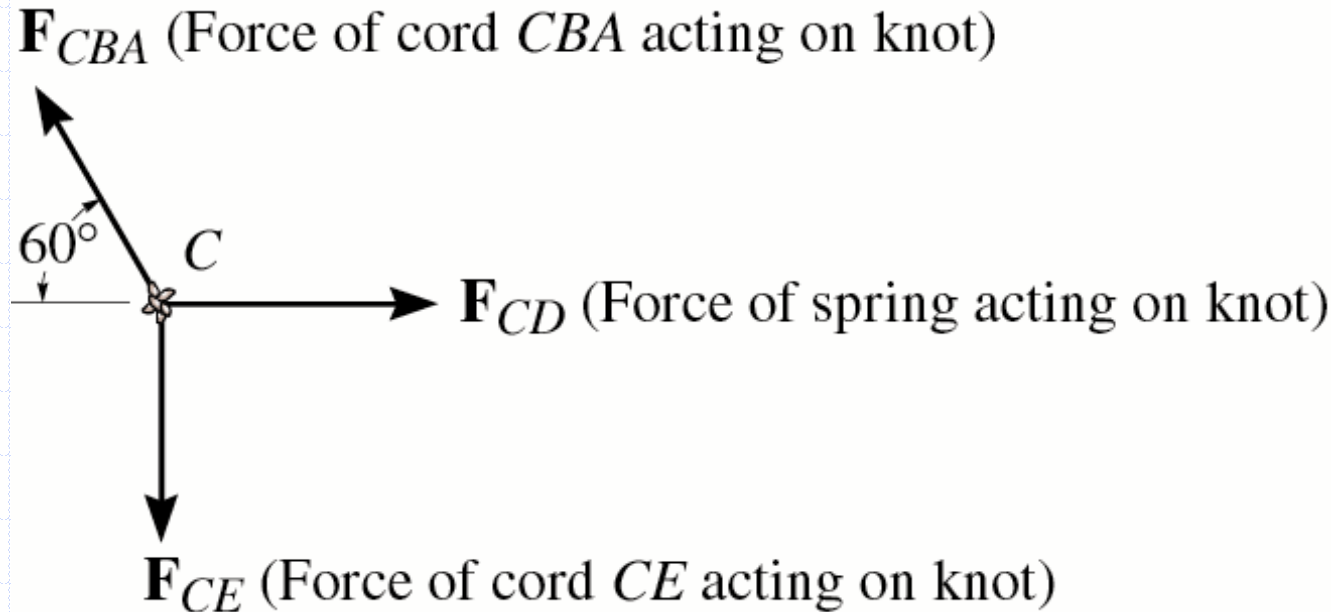 F_CBA (Force of cord CBA acting on knot)
60°
C
F_CD (Force of spring acting on knot)
F_CE (Force of cord CE acting on knot)